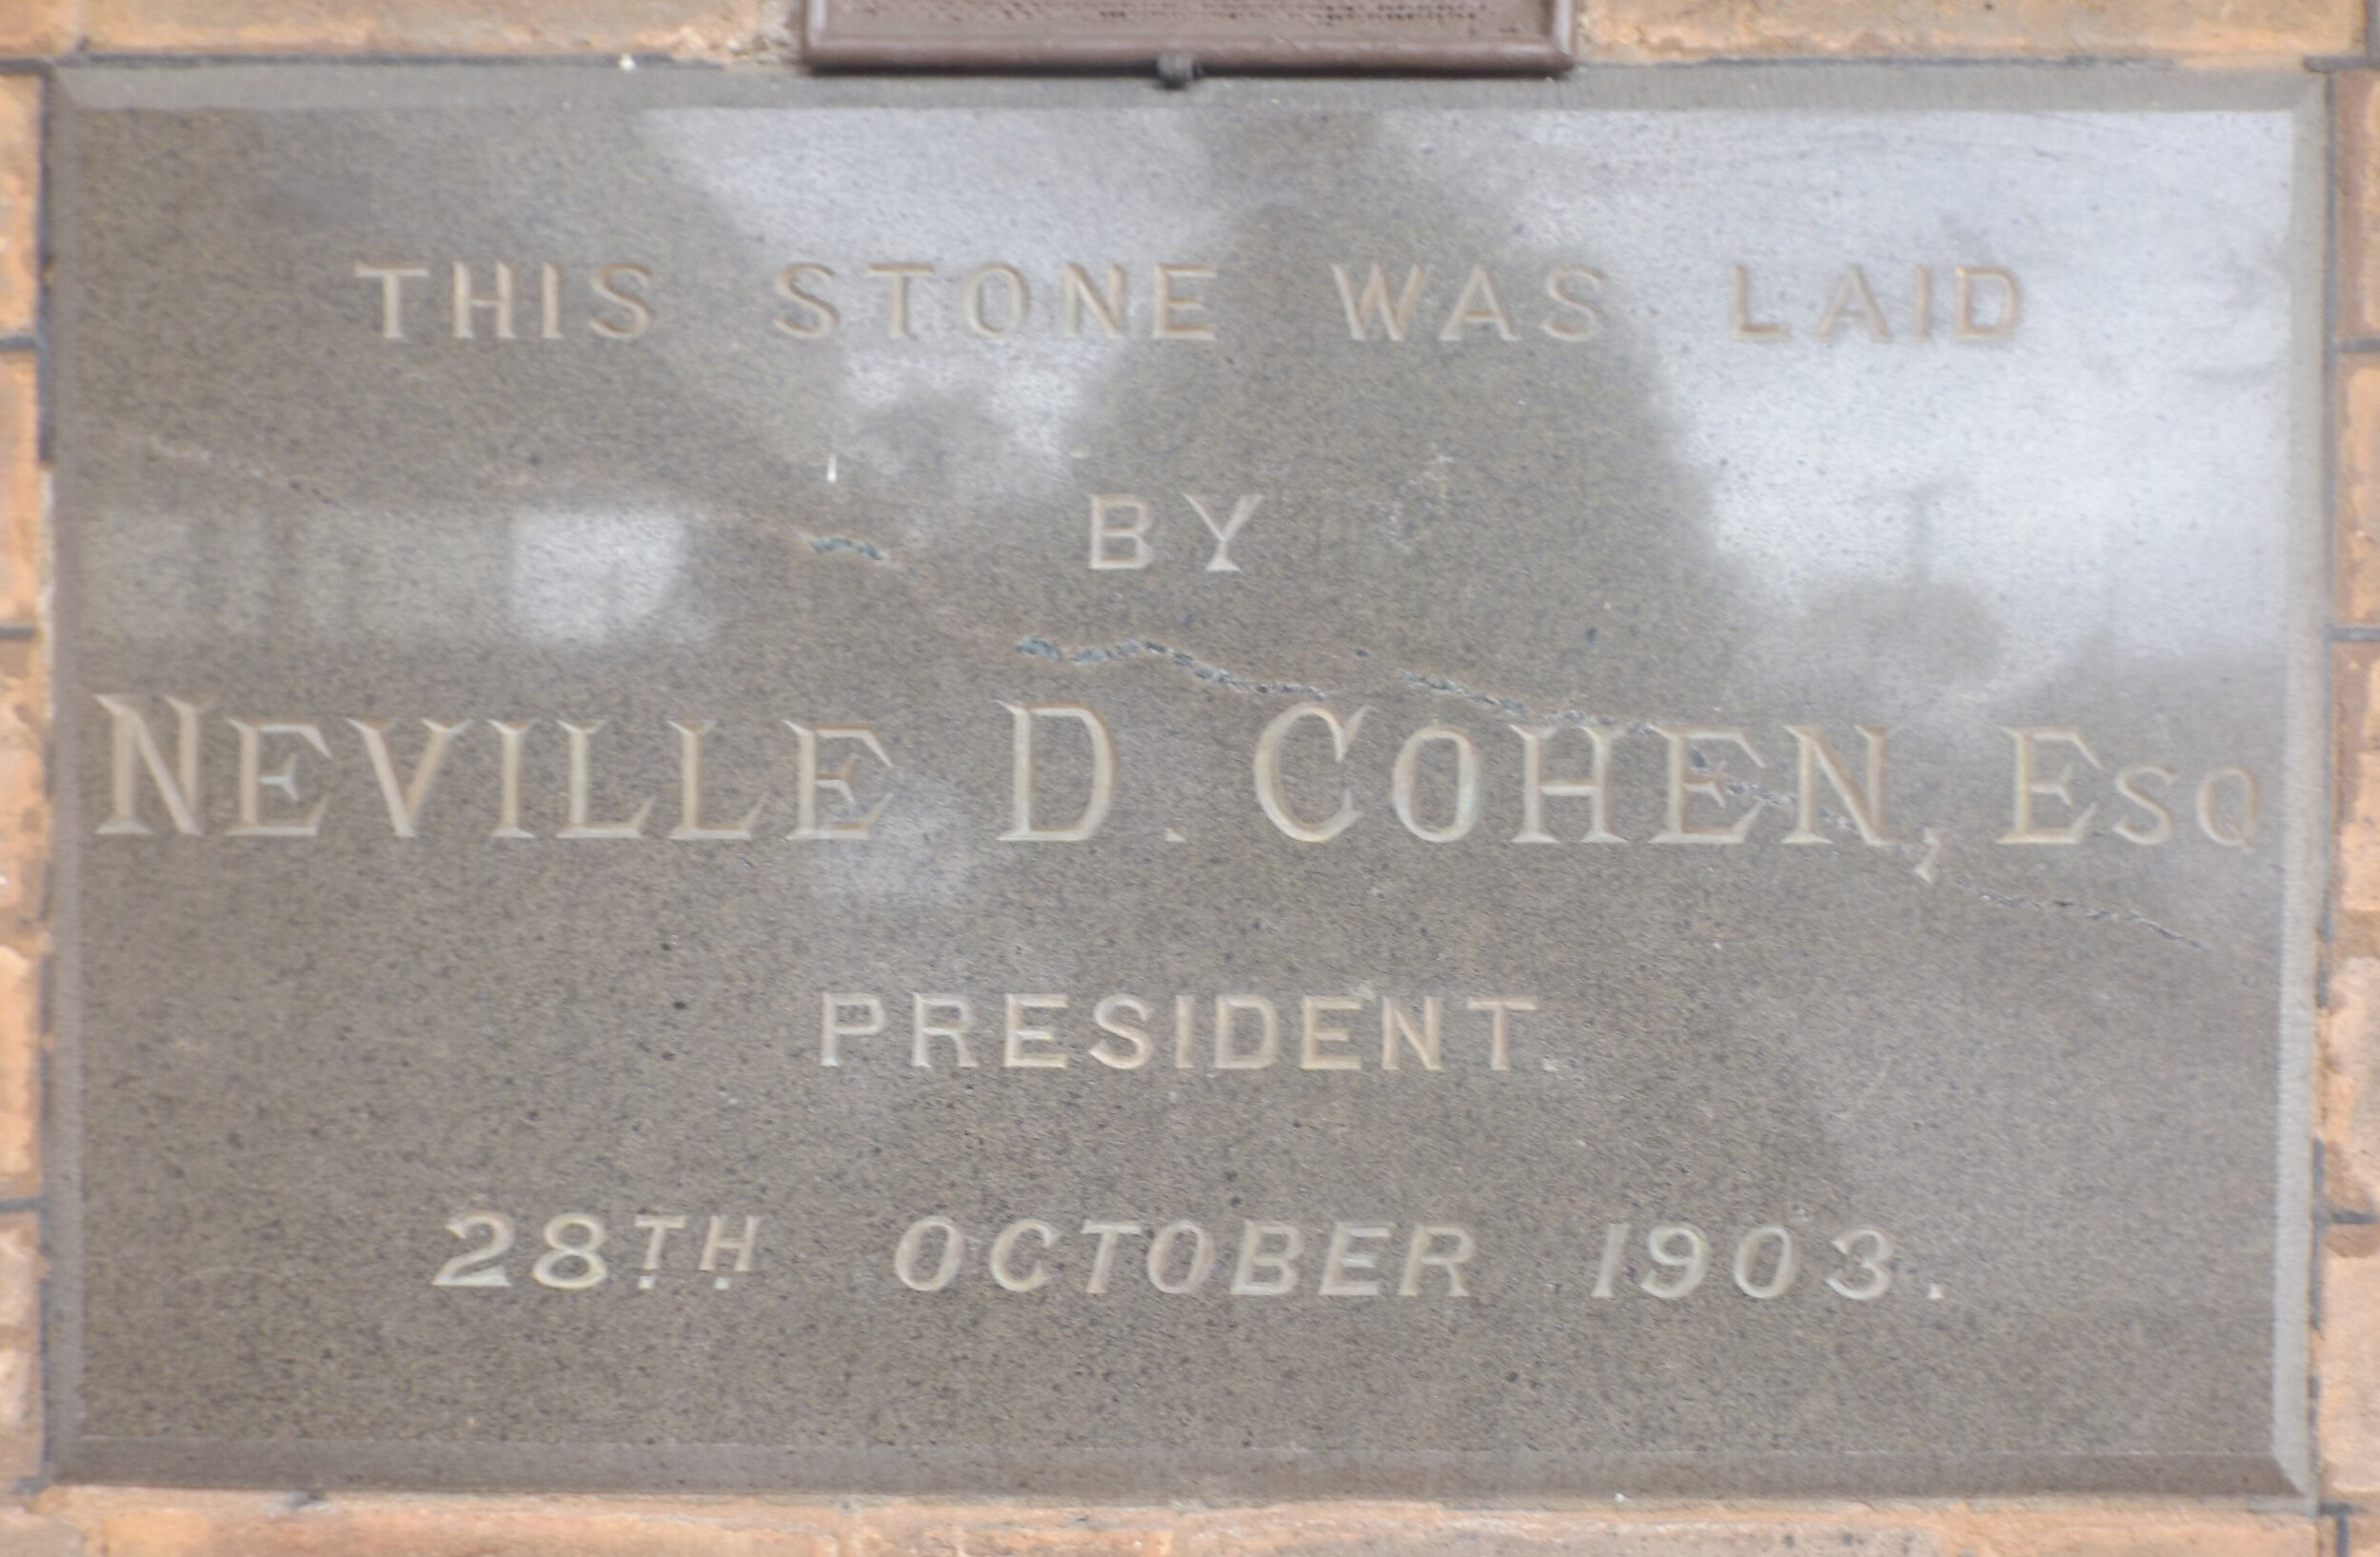 THIS STONE WAS LAID
BY
NEVILLE D. COHEN, ESQ
PRESIDENT.
28TH OCTOBER 1903.